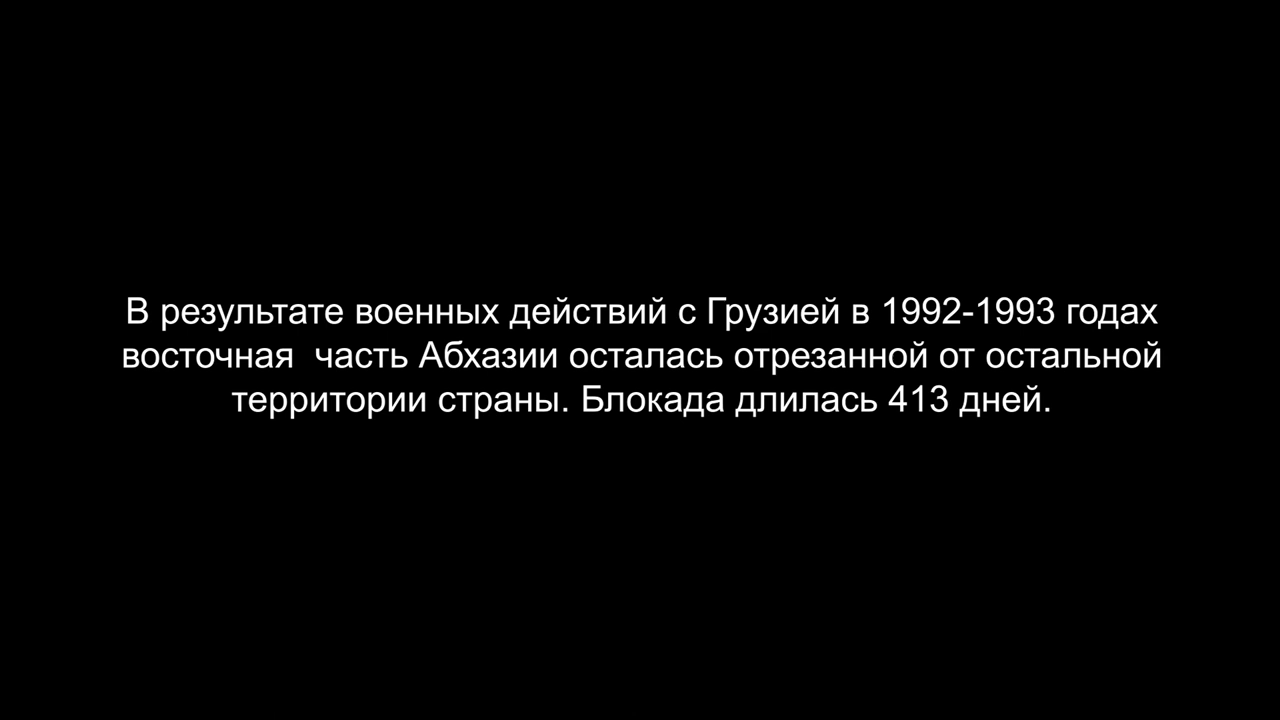 В результате военных действий с Грузией в 1992-1993 годах
восточная  часть Абхазии осталась отрезанной от остальной
территории страны. Блокада длилась 413 дней.